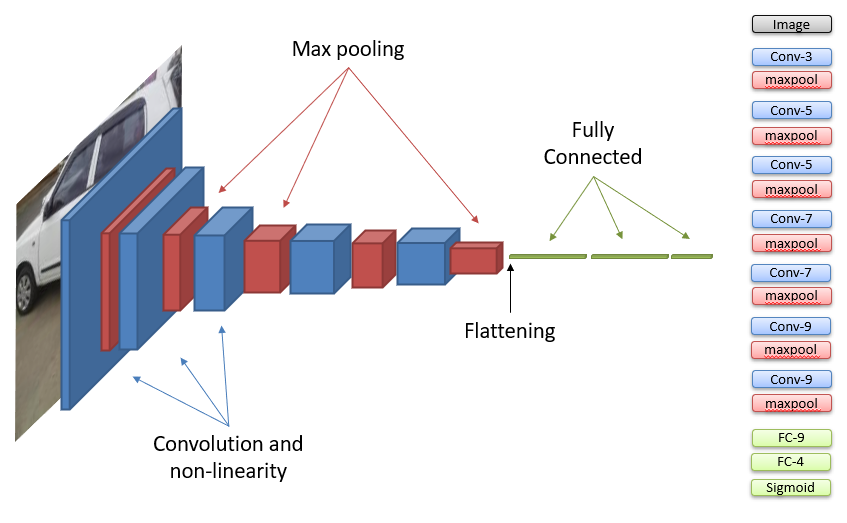 Max pooling
Fully
Connected
Flattening
Convolution and
non-linearity
Image
Conv-3
maxpool
Conv-5
maxpool
Conv-5
maxpool
Conv-7
maxpool
Conv-7
maxpool
Conv-9
maxpool
Conv-9
maxpool
FC-9
FC-4
Sigmoid